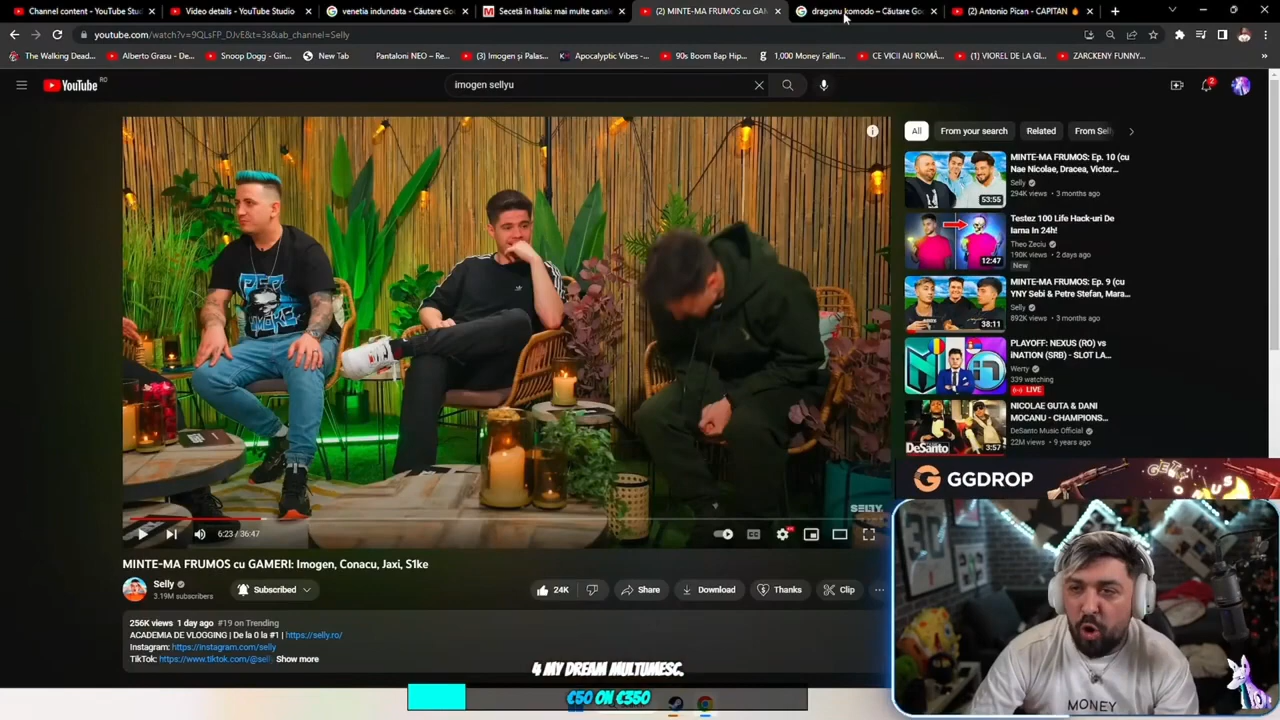 Channel content - YouTube Stu
Video details - YouTube Studio
venetia indundata - Căutare Go
Secetă în Italia: mai multe canale
(2) MINTE-MA FRUMOS cu GAM
dragonu komodo – Căutare Goo
(2) Antonio Pican - CAPITAN
youtube.com/watch?v=9QLsFP_DJvE&t=3s&ab_channel=Selly
The Walking Dead...
Alberto Grasu - De...
Snoop Dogg - Gin...
New Tab
Pantaloni NEO – Re...
(3) Imogen și Palas...
Apocalyptic Vibes -...
90s Boom Bap Hip...
1,000 Money Fallin...
CE VICII AU ROMÂ...
(1) VIOREL DE LA G...
ZARCKENY FUNNY...
YouTube RO
imogen sellyu
2
All
From your search
Related
From Sell
MINTE-MA FRUMOS: Ep. 10 (cu
Nae Nicolae, Dracea, Victor...
Selly
294K views • 3 months ago
53:55
Testez 100 Life Hack-uri De
Iarna In 24h!
Theo Zeciu
190K views • 2 days ago
New
12:47
MINTE-MA FRUMOS: Ep. 9 (cu
YNY Sebi & Petre Stefan, Mara...
Selly
892K views • 3 months ago
38:11
PLAYOFF: NEXUS (RO) vs
iNATION (SRB) - SLOT LA...
Werty
339 watching
LIVE
NICOLAE GUTA & DANI
MOCANU - CHAMPIONS...
DeSanto Music Official
22M views • 9 years ago
DeSanto
3:57
GGDROP
SELLY
6:23 / 36:47
MINTE-MA FRUMOS cu GAMERI: Imogen, Conacu, Jaxi, S1ke
Selly
3.19M subscribers
Subscribed
24K
Share
Download
Thanks
Clip
256K views 1 day ago #19 on Trending
ACADEMIA DE VLOGGING | De la 0 la #1 | https://selly.ro/
Instagram: https://instagram.com/selly
TikTok: https://www.tiktok.com/@selly Show more
4 MY DREAM MULTUMESC.
€50 ON €350
MONEY